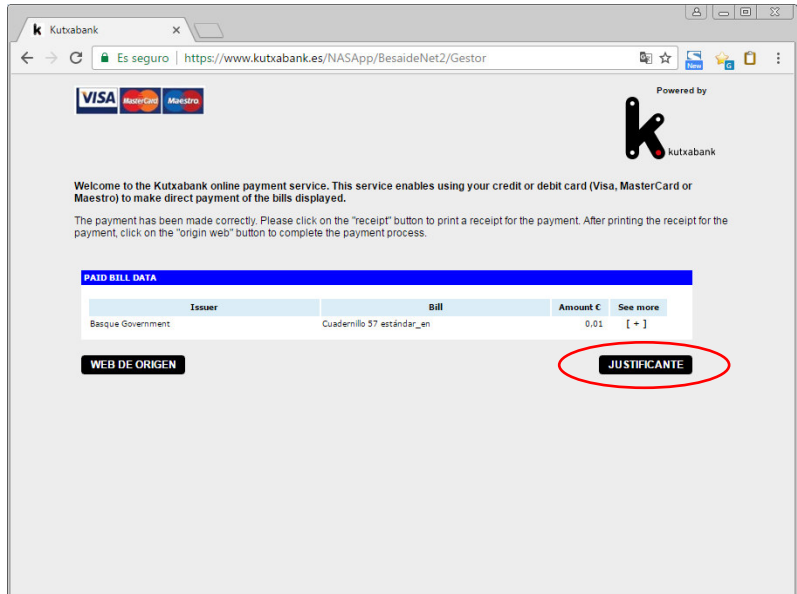 Kutxabank
Es seguro | https://www.kutxabank.es/NASApp/BesaideNet2/Gestor
New
G
VISA MasterCard Maestro
Powered by
k
kutxabank
Welcome to the Kutxabank online payment service. This service enables using your credit or debit card (Visa, MasterCard or
Maestro) to make direct payment of the bills displayed.
The payment has been made correctly. Please click on the "receipt" button to print a receipt for the payment. After printing the receipt for the
payment, click on the "origin web" button to complete the payment process.
PAID BILL DATA
Issuer Bill Amount € See more
Basque Government Cuadernillo 57 estándar_en 0,01 [ + ]
WEB DE ORIGEN JUSTIFICANTE